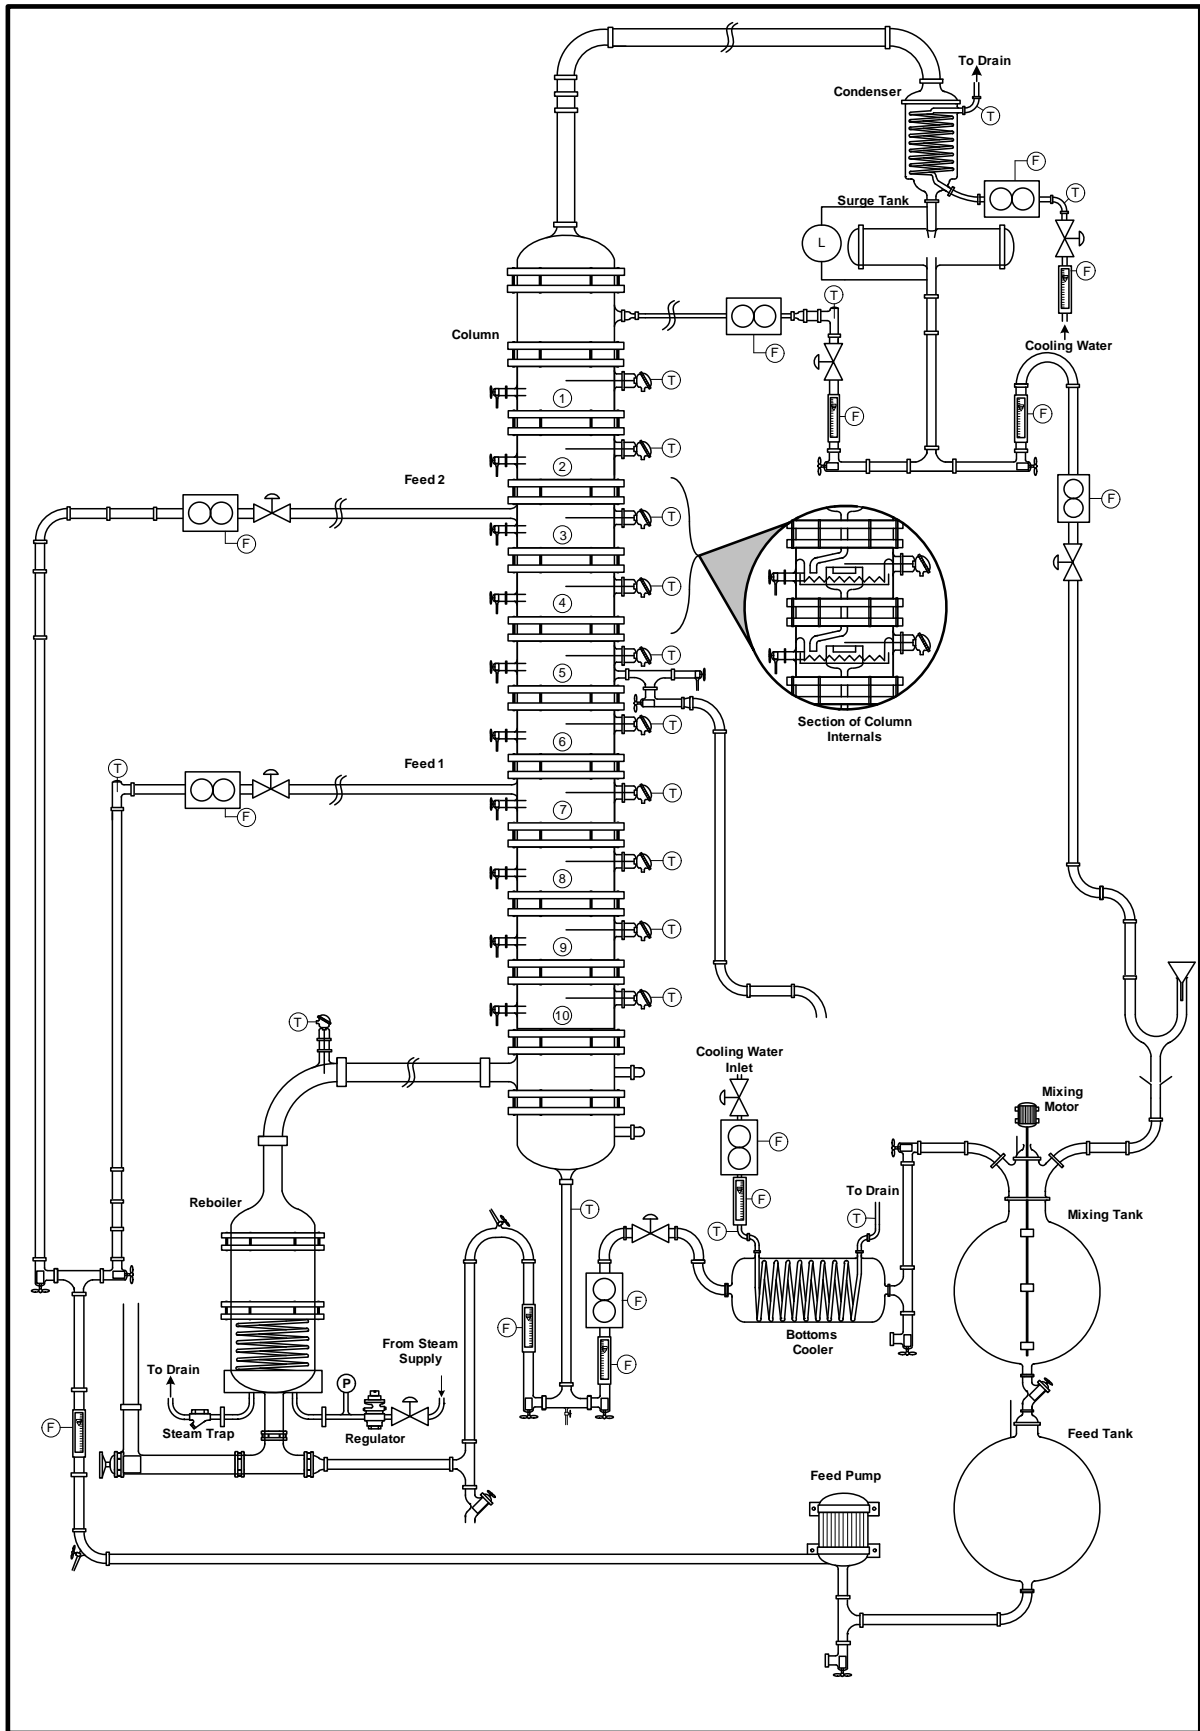 To Drain
Condenser
T
F
T
Surge Tank
L
F
T
Cooling Water
F
Column
T
1
F
F
T
2
Feed 2
F
T
3
F
T
4
T
5
Section of Column
Internals
T
6
T
Feed 1
T
7
F
T
8
T
9
T
10
T
Cooling Water
Inlet
Mixing
Motor
F
Reboiler
To Drain
F
T
T
T
Mixing Tank
F
F
From Steam
Supply
Bottoms
Cooler
To Drain
F
P
F
Steam Trap
Regulator
Feed Tank
Feed Pump